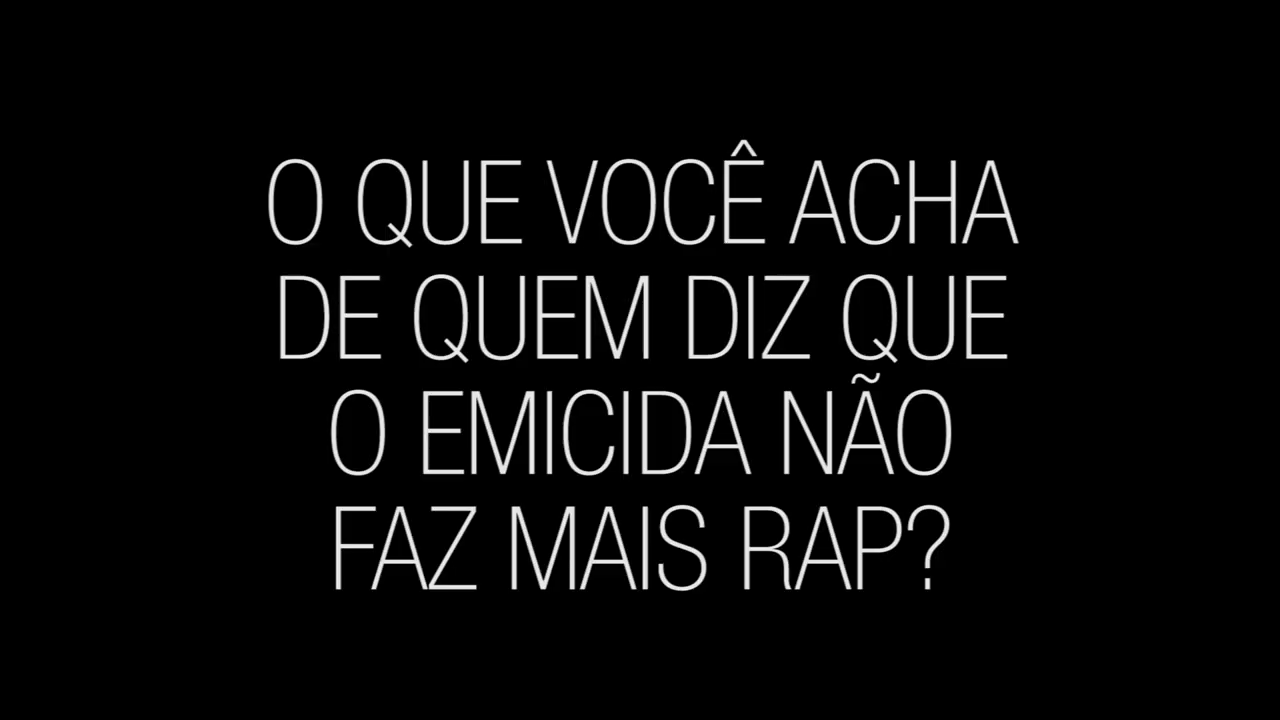 O QUE VOCÊ ACHA
DE QUEM DIZ QUE
O EMICIDA NÃO
FAZ MAIS RAP?